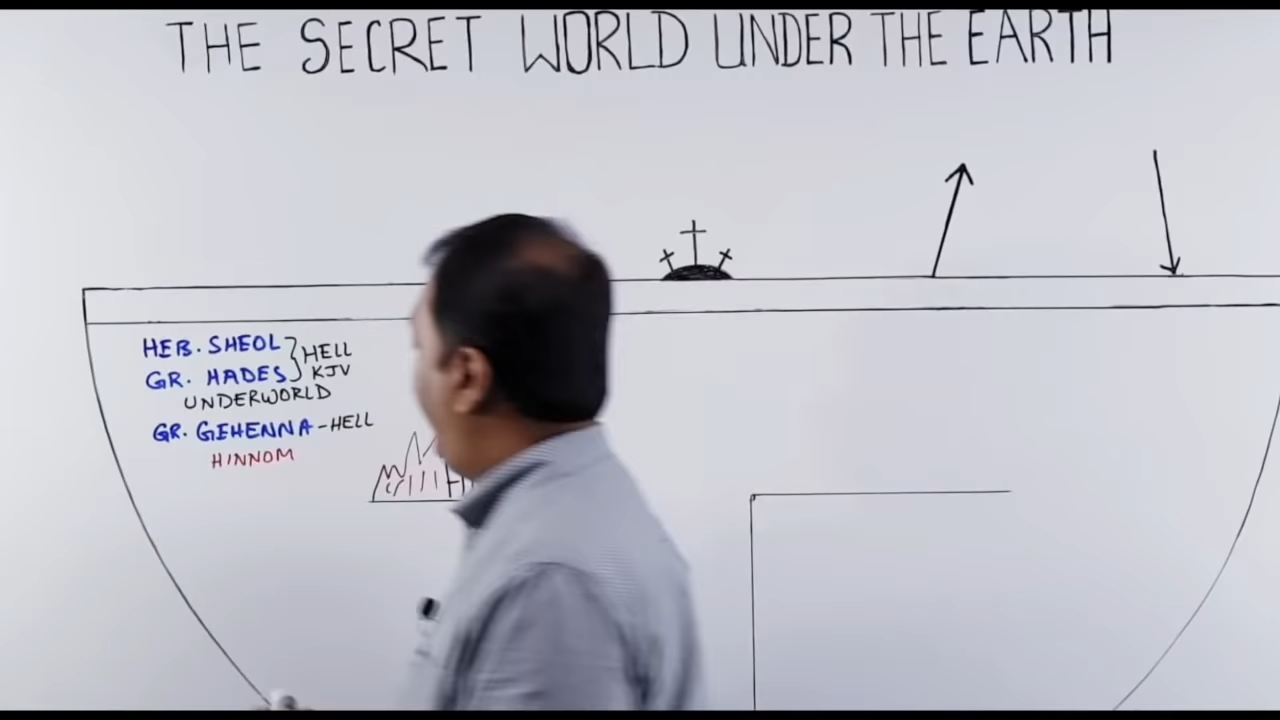 THE SECRET WORLD UNDER THE EARTH
HEB. SHEOL
GR. HADES
HELL
KJV
UNDERWORLD
GR. GEHENNA - HELL
HINNOM